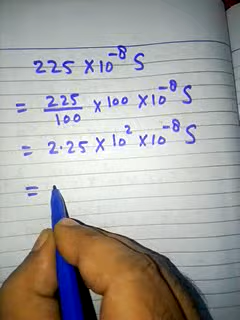 225 × 10⁻⁸ S
= 225/100 × 100 × 10⁻⁸ S
= 2.25 × 10² × 10⁻⁸ S
=